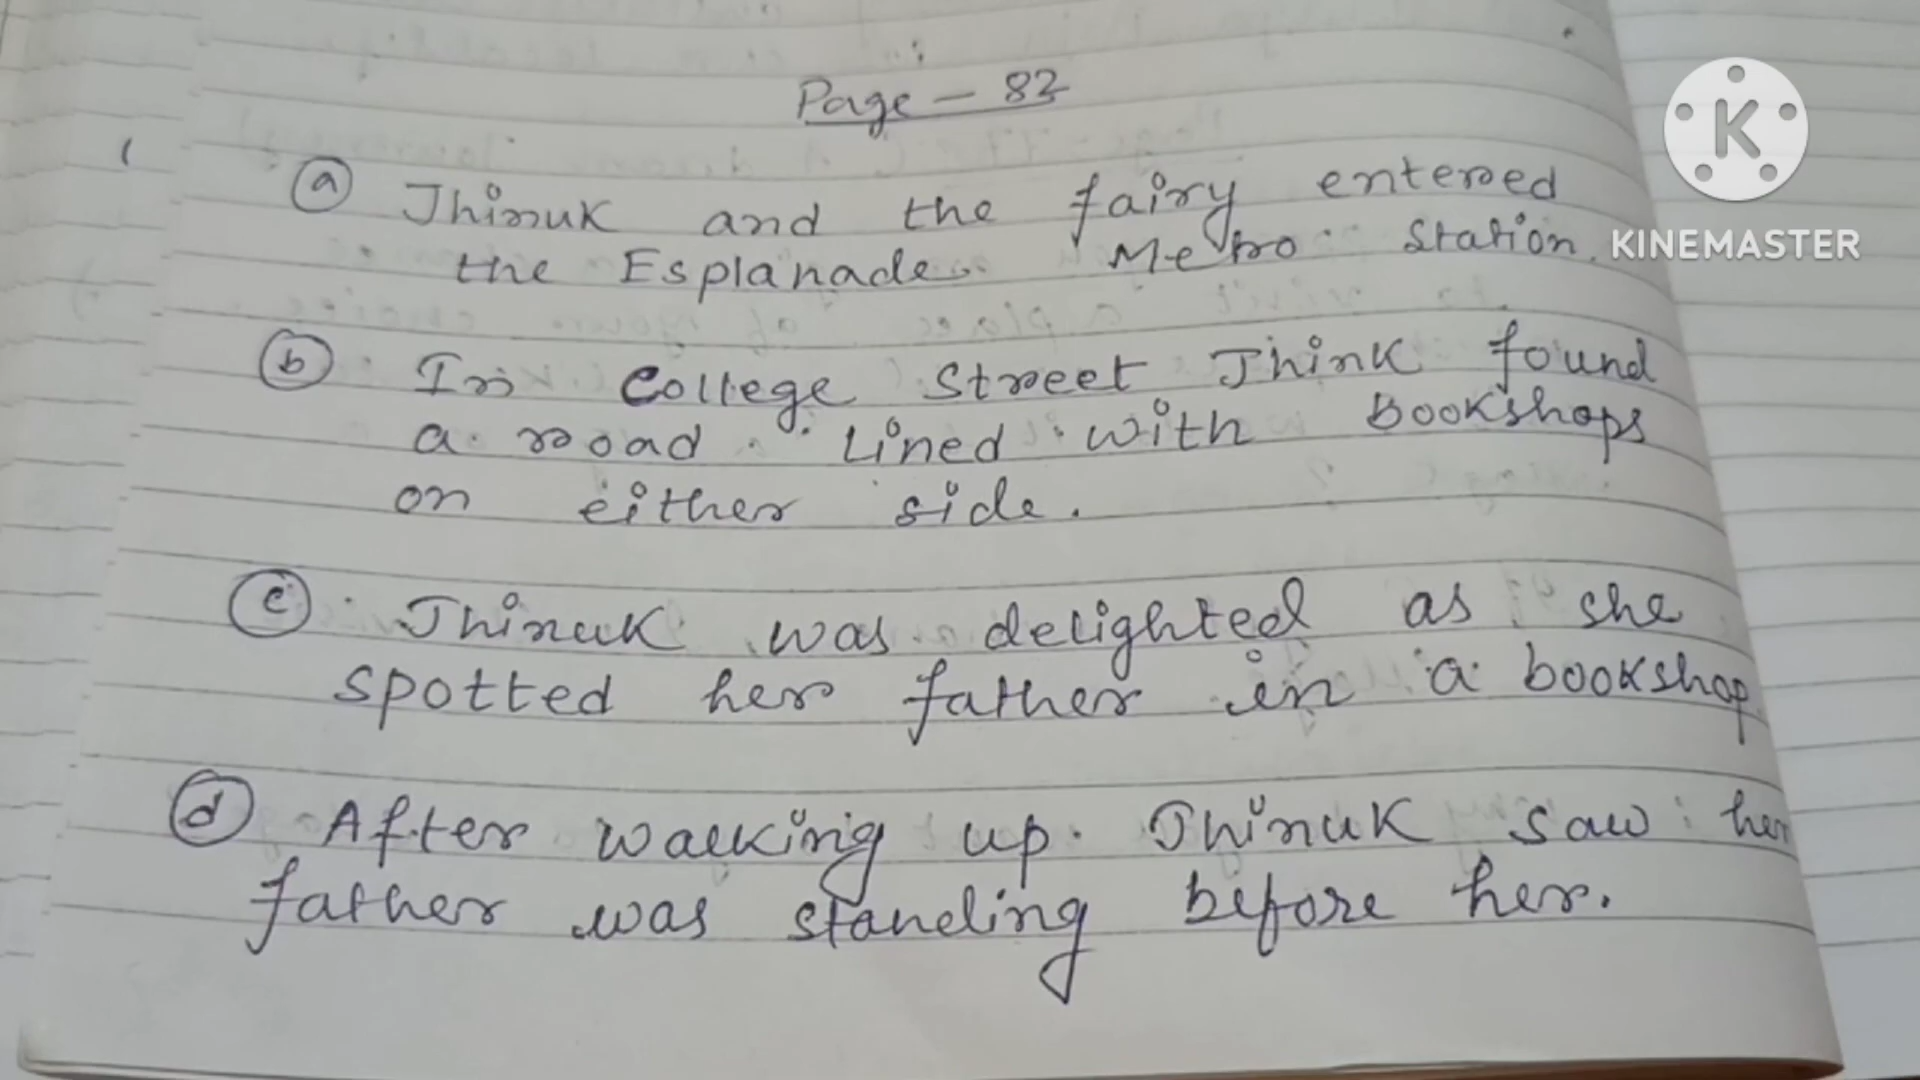 Page - 82
(a) Jhinuk and the fairy entered
the Esplanade Metro Station.
(b) In College Street Jhink found
a road lined with Bookshops
on either side.
(c) Jhinuk was delighted as she
spotted her father in a bookshop
(d) After walking up Jhinuk saw her
father was standing before her.
K
KINEMASTER